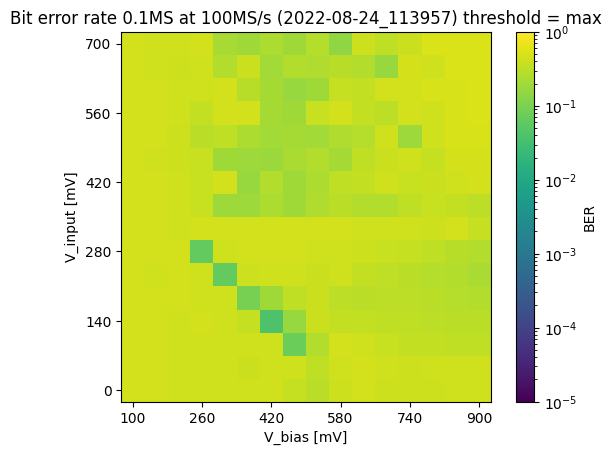 Bit error rate 0.1MS at 100MS/s (2022-08-24_113957) threshold = max
700
560
420
280
140
0
V_input [mV]
100 260 420 580 740 900
V_bias [mV]
10^0
10^-1
10^-2
10^-3
10^-4
10^-5
BER